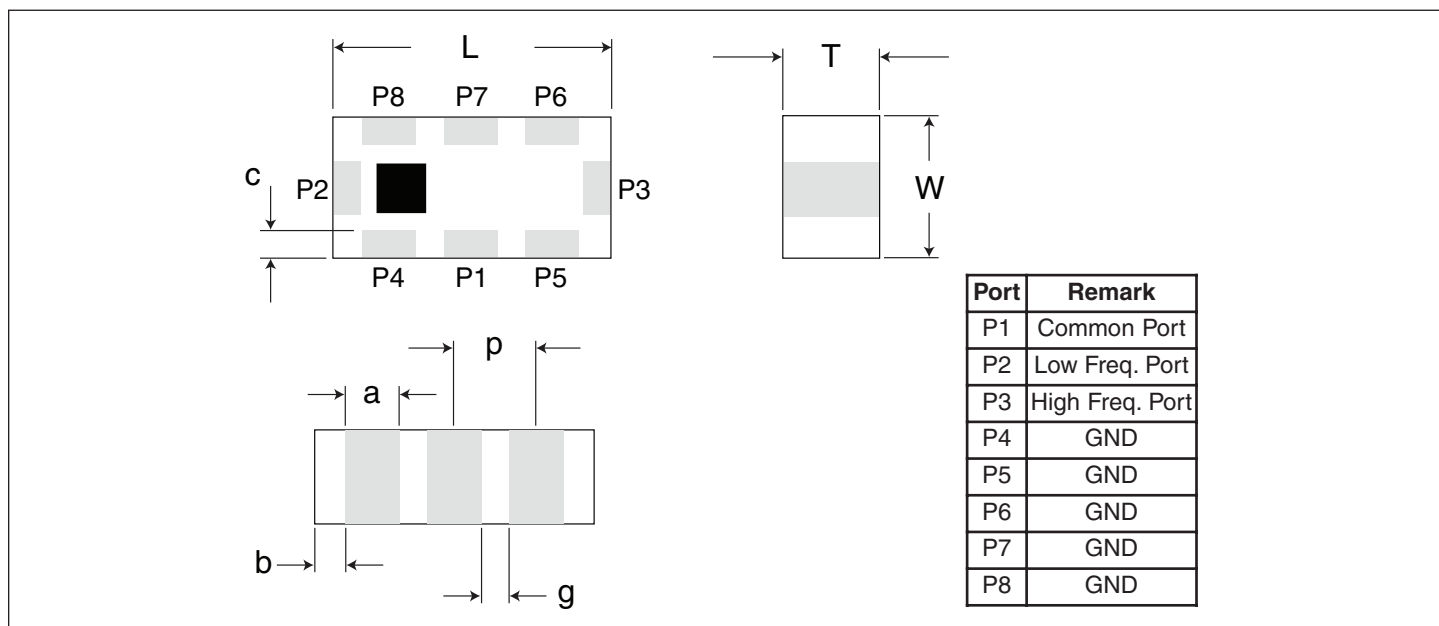 L
T
P8 P7 P6
c
P2
P3
W
P4 P1 P5
p
a
b
g
Port Remark
P1 Common Port
P2 Low Freq. Port
P3 High Freq. Port
P4 GND
P5 GND
P6 GND
P7 GND
P8 GND